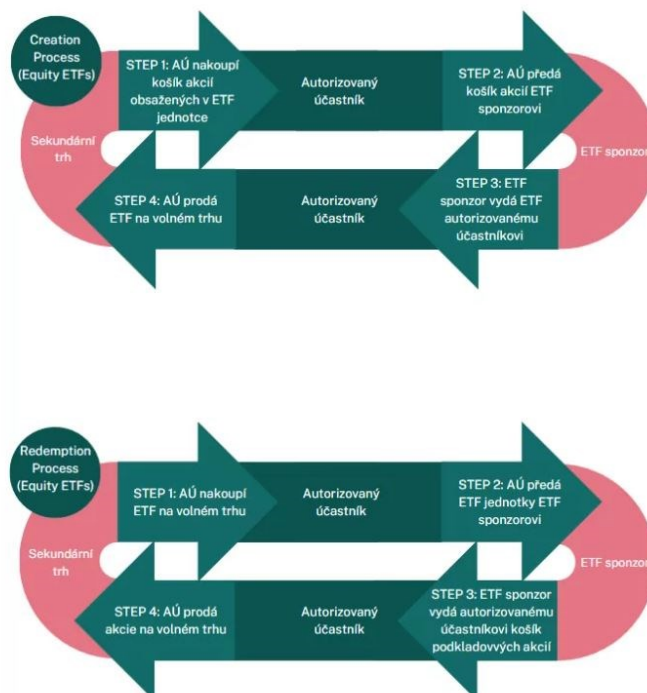 Creation
Process
(Equity ETFs)
STEP 1: AÚ nakoupí
košík akcií
obsažených v ETF
jednotce
Autorizovaný
účastník
STEP 2: AÚ předá
košík akcií ETF
sponzorovi
Sekundární
trh
ETF sponzor
STEP 4: AÚ prodá
ETF na volném trhu
Autorizovaný
účastník
STEP 3: ETF
sponzor vydá ETF
autorizovanému
účastníkovi
Redemption
Process
(Equity ETFs)
STEP 1: AÚ nakoupí
ETF na volném trhu
Autorizovaný
účastník
STEP 2: AÚ předá
ETF jednotky ETF
sponzorovi
Sekundární
trh
ETF sponzor
STEP 4: AÚ prodá
akcie na volném trhu
Autorizovaný
účastník
STEP 3: ETF sponzor
vydá autorizovanému
účastníkovi košík
podkladovvých akcií